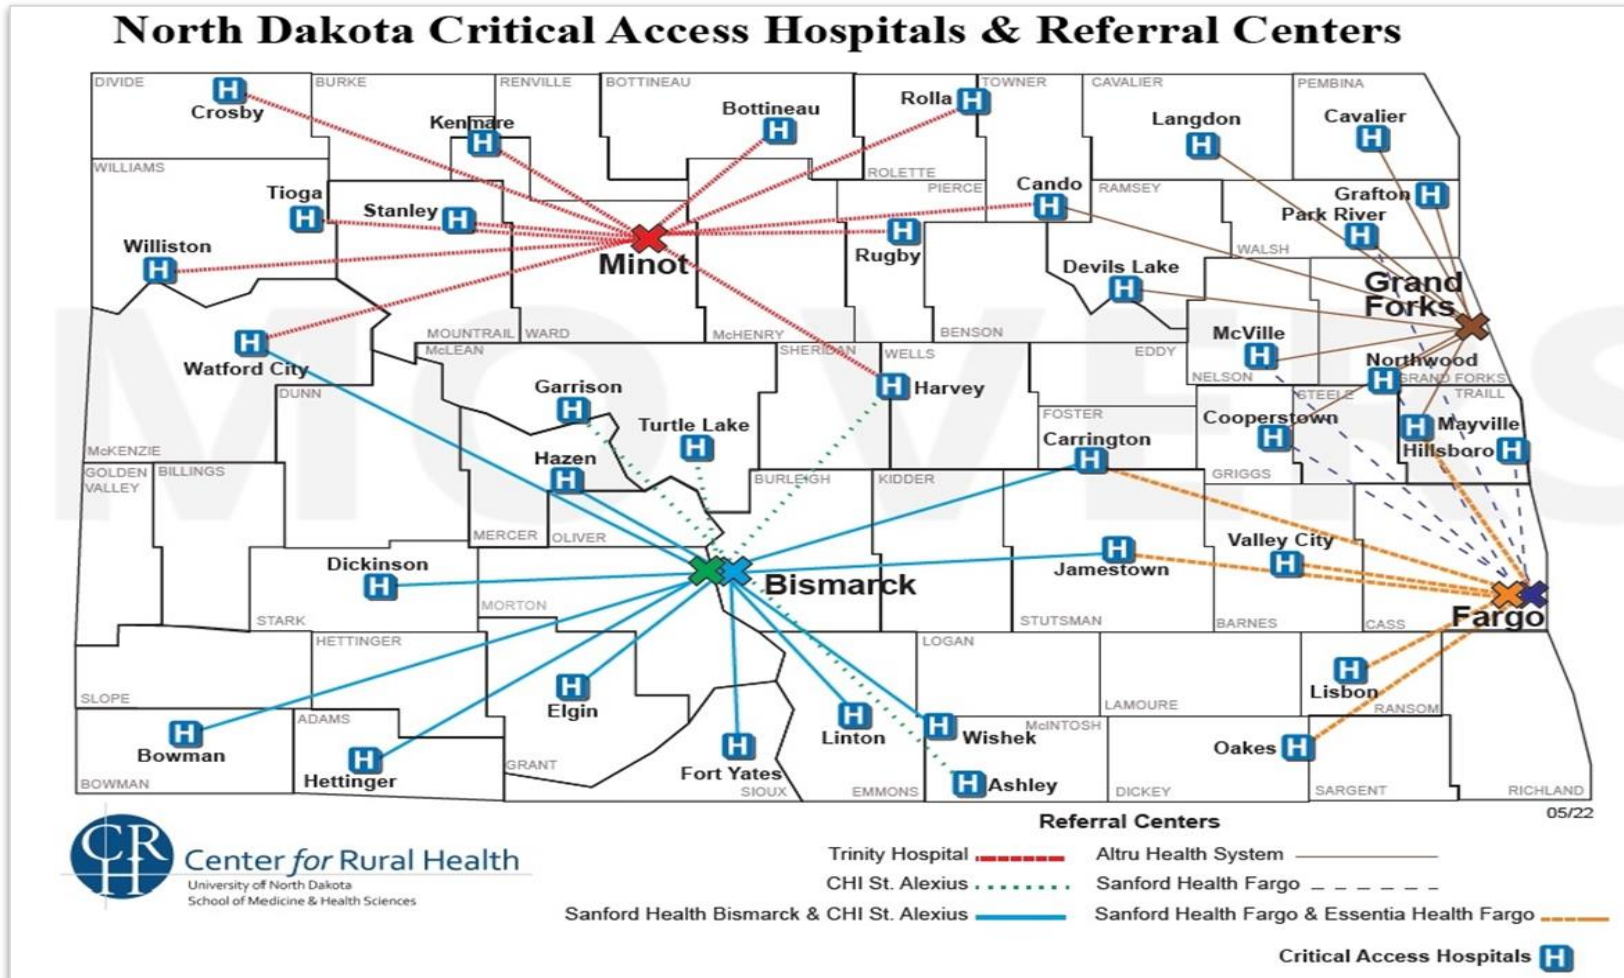 North Dakota Critical Access Hospitals & Referral Centers
DIVIDE
BURKE
RENVILLE
BOTTINEAU
TOWNER
CAVALIER
PEMBINA
H
Crosby
Kenmare
H
Bottineau
H
Rolla H
Langdon
H
Cavalier
H
WILLIAMS
ROLETTE
PIERCE
RAMSEY
Tioga
H
Stanley H
Cando
H
Grafton H
Park River
H
Williston
H
Minot
Rugby
H
Devils Lake
H
WALSH
Grand
Forks
Watford City
H
MOUNTRAIL
WARD
McHENRY
BENSON
EDDY
McVille
H
NELSON
Northwood
H
GRAND FORKS
McLEAN
SHERIDAN
WELLS
H Harvey
STEELE
TRAILL
DUNN
Garrison
H
Turtle Lake
H
FOSTER
Carrington
H
Cooperstown
H
H Mayville
Hillsboro H
McKENZIE
GOLDEN
VALLEY
BILLINGS
Hazen
H
BURLEIGH
KIDDER
GRIGGS
MERCER
OLIVER
Dickinson
H
Bismarck
H
Jamestown
Valley City
H
Fargo
STARK
MORTON
STUTSMAN
BARNES
CASS
HETTINGER
LOGAN
SLOPE
LAMOURE
H
Lisbon
RANSOM
H
Elgin
H
Bowman
ADAMS
H
Hettinger
GRANT
H
Fort Yates
H
Linton
H Wishek
McINTOSH
Oakes H
H Ashley
BOWMAN
SIOUX
EMMONS
DICKEY
SARGENT
RICHLAND
MOVERS
05/22
CRH
Center for Rural Health
University of North Dakota
School of Medicine & Health Sciences
Referral Centers
Trinity Hospital
Altru Health System
CHI St. Alexius
Sanford Health Fargo
Sanford Health Bismarck & CHI St. Alexius
Sanford Health Fargo & Essentia Health Fargo
Critical Access Hospitals H